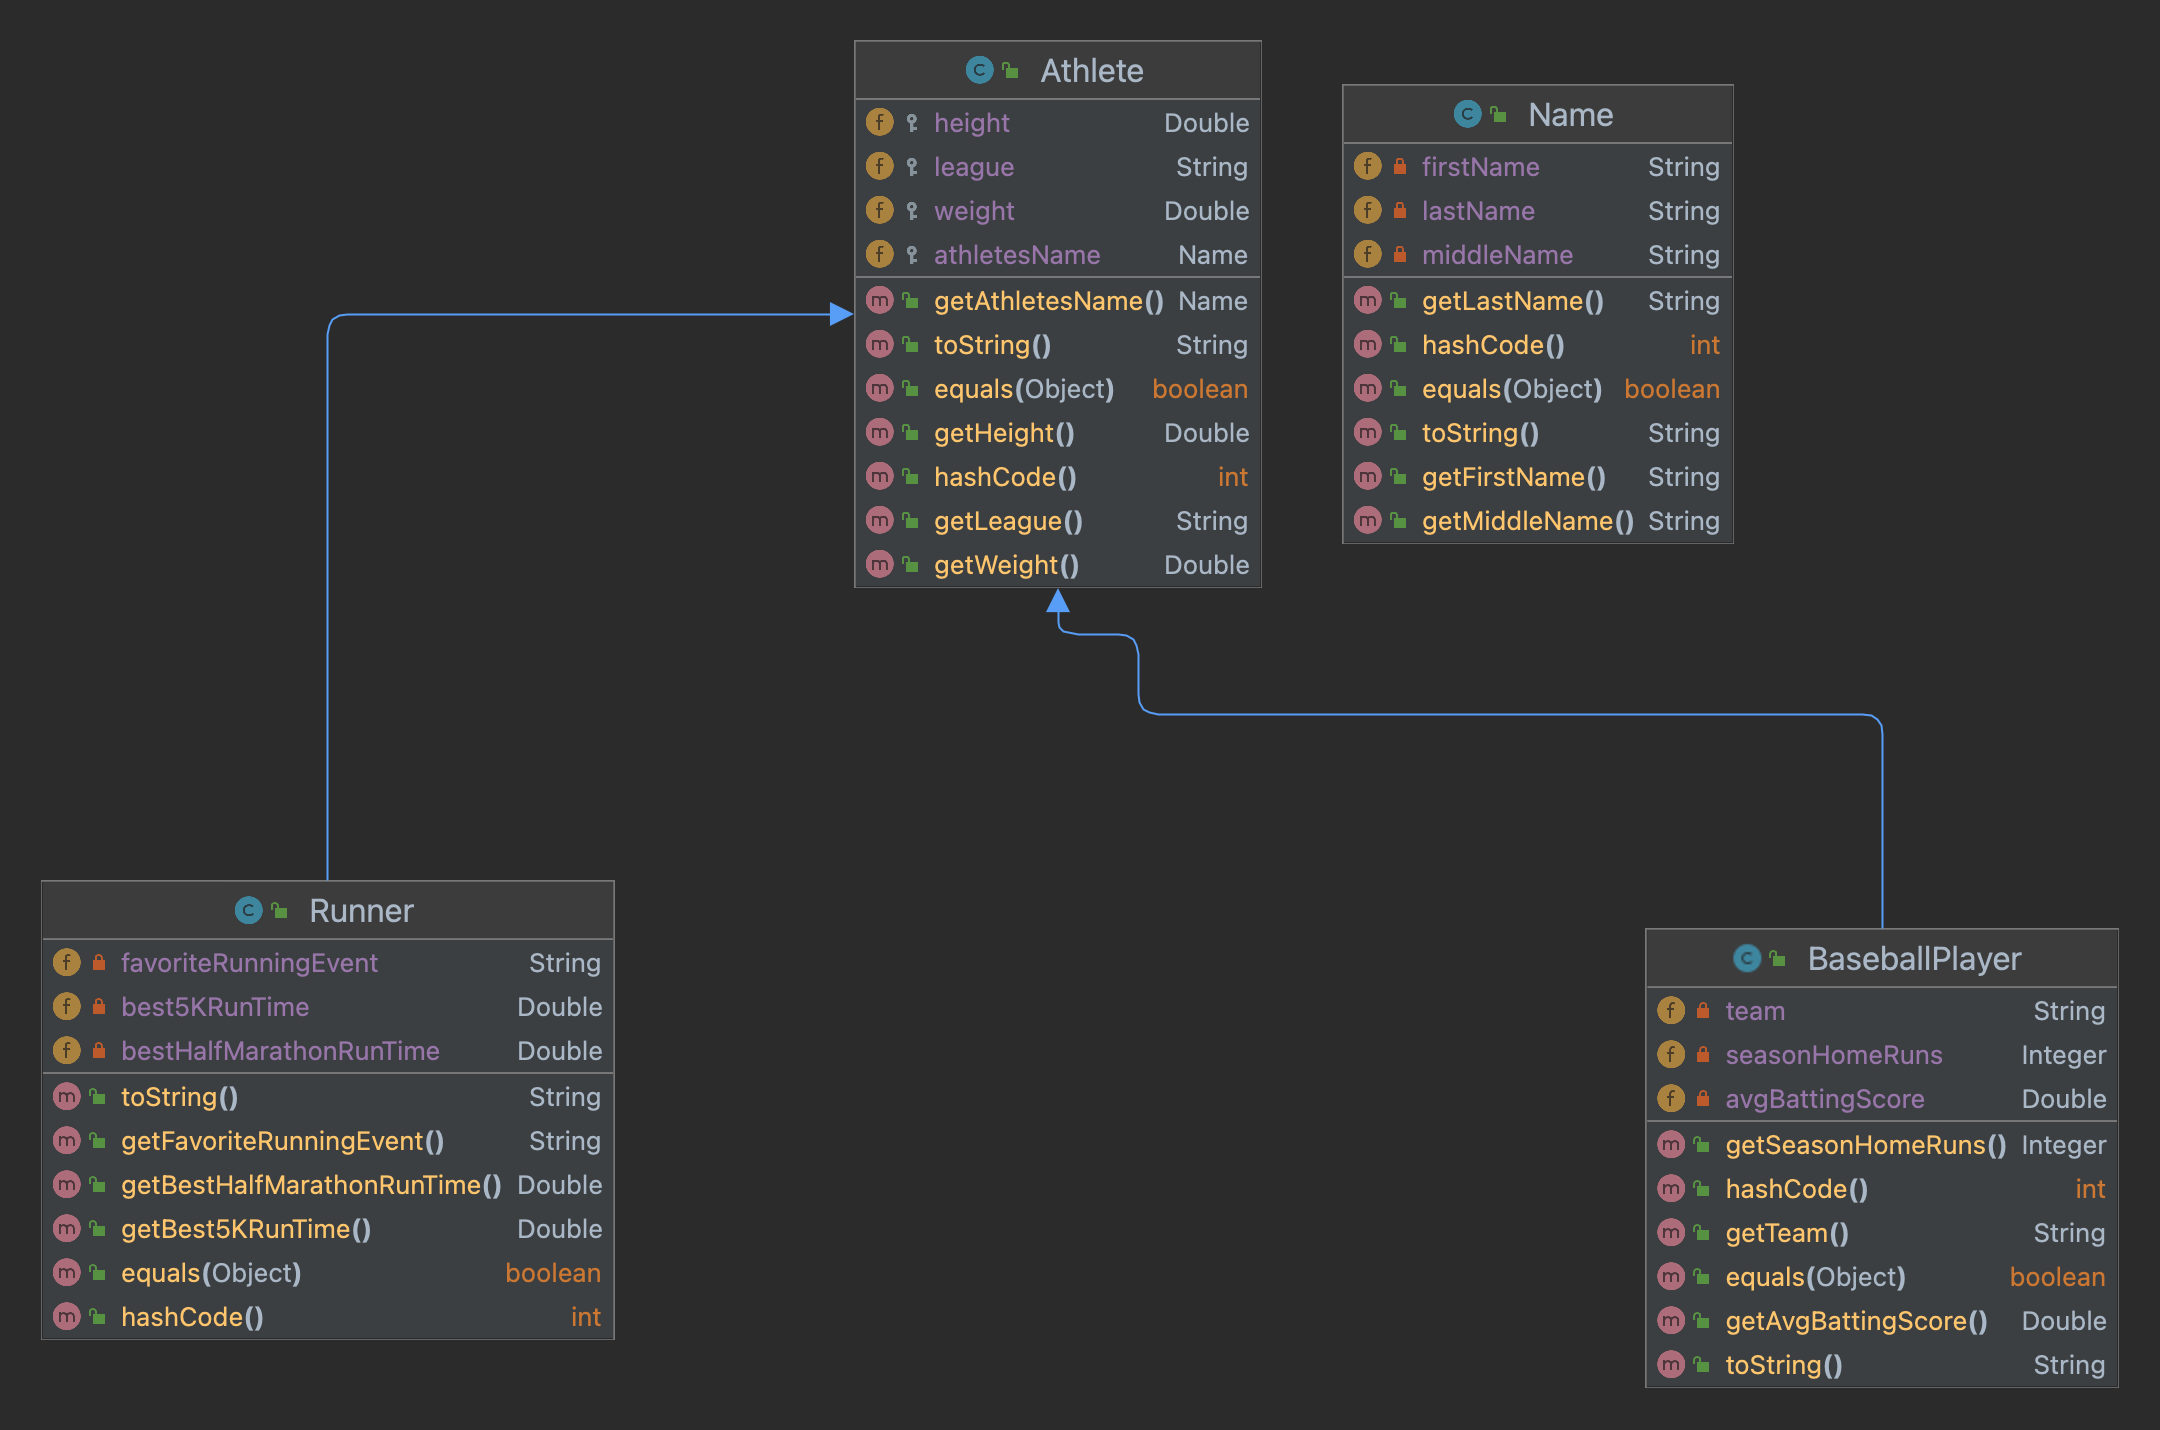 Athlete
height Double
league String
weight Double
athletesName Name
getAthletesName() Name
toString() String
equals(Object) boolean
getHeight() Double
hashCode() int
getLeague() String
getWeight() Double
Name
firstName String
lastName String
middleName String
getLastName() String
hashCode() int
equals(Object) boolean
toString() String
getFirstName() String
getMiddleName() String
Runner
favoriteRunningEvent String
best5KRunTime Double
bestHalfMarathonRunTime Double
toString() String
getFavoriteRunningEvent() String
getBestHalfMarathonRunTime() Double
getBest5KRunTime() Double
equals(Object) boolean
hashCode() int
BaseballPlayer
team String
seasonHomeRuns Integer
avgBattingScore Double
getSeasonHomeRuns() Integer
hashCode() int
getTeam() String
equals(Object) boolean
getAvgBattingScore() Double
toString() String